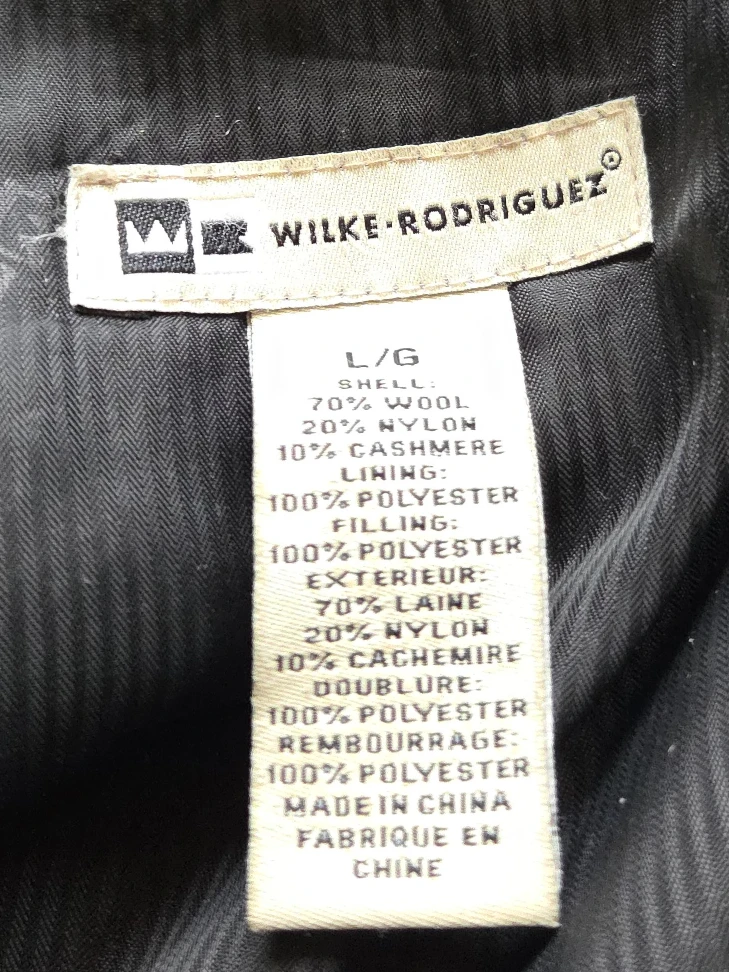 W R WILKE·RODRIGUEZ®
L/G
SHELL:
70% WOOL
20% NYLON
10% CASHMERE
LINING:
100% POLYESTER
FILLING:
100% POLYESTER
EXTERIEUR:
70% LAINE
20% NYLON
10% CACHEMIRE
DOUBLURE:
100% POLYESTER
REMBOURRAGE:
100% POLYESTER
MADE IN CHINA
FABRIQUE EN
CHINE